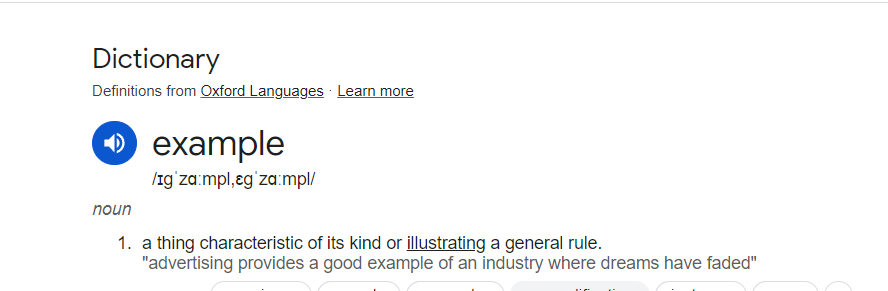 Dictionary
Definitions from Oxford Languages · Learn more
example
/ɪɡˈzɑːmpl,ɛɡˈzɑːmpl/
noun
1. a thing characteristic of its kind or illustrating a general rule.
"advertising provides a good example of an industry where dreams have faded"